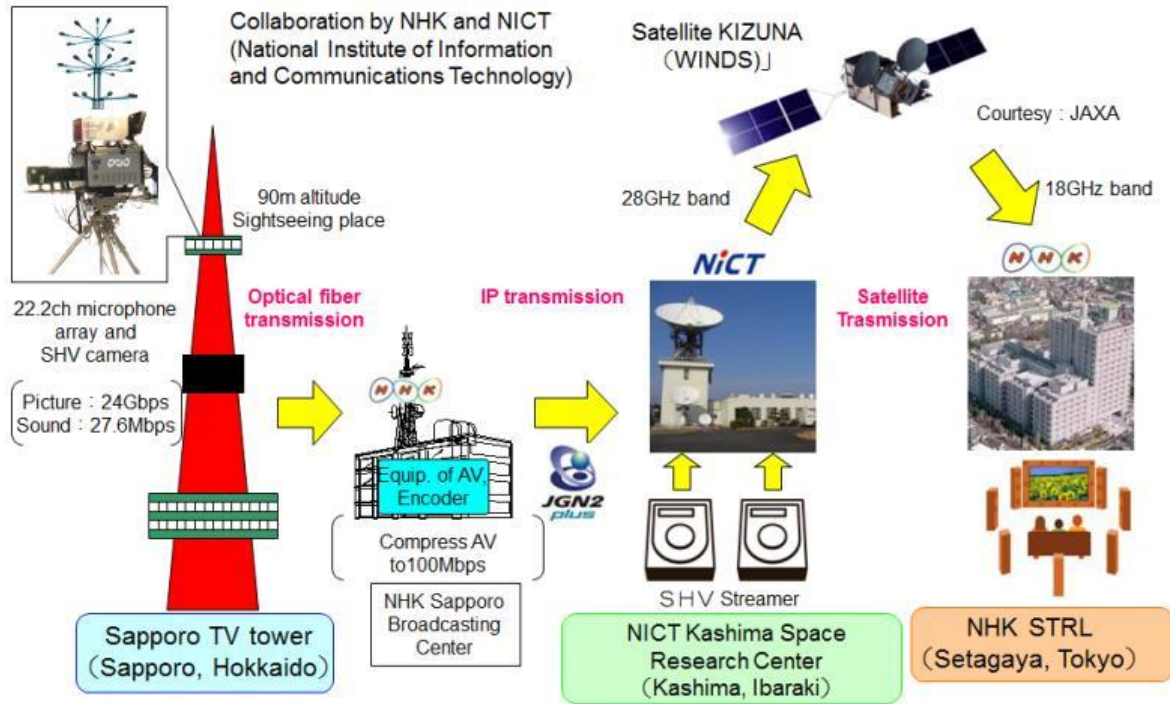 Collaboration by NHK and NICT
(National Institute of Information
and Communications Technology)
Satellite KIZUNA
（WINDS)」
Courtesy : JAXA
90m altitude
Sightseeing place
28GHz band
18GHz band
22.2ch microphone
array and
SHV camera
Picture：24Gbps
Sound：27.6Mbps
Optical fiber
transmission
IP transmission
Satellite
Trasmission
NHK
NiCT
NHK
Equip. of AV,
Encoder
JGN2
plus
Compress AV
to100Mbps
NHK Sapporo
Broadcasting
Center
ＳＨＶ Streamer
Sapporo TV tower
（Sapporo, Hokkaido）
NICT Kashima Space
Research Center
（Kashima, Ibaraki）
NHK STRL
（Setagaya, Tokyo）